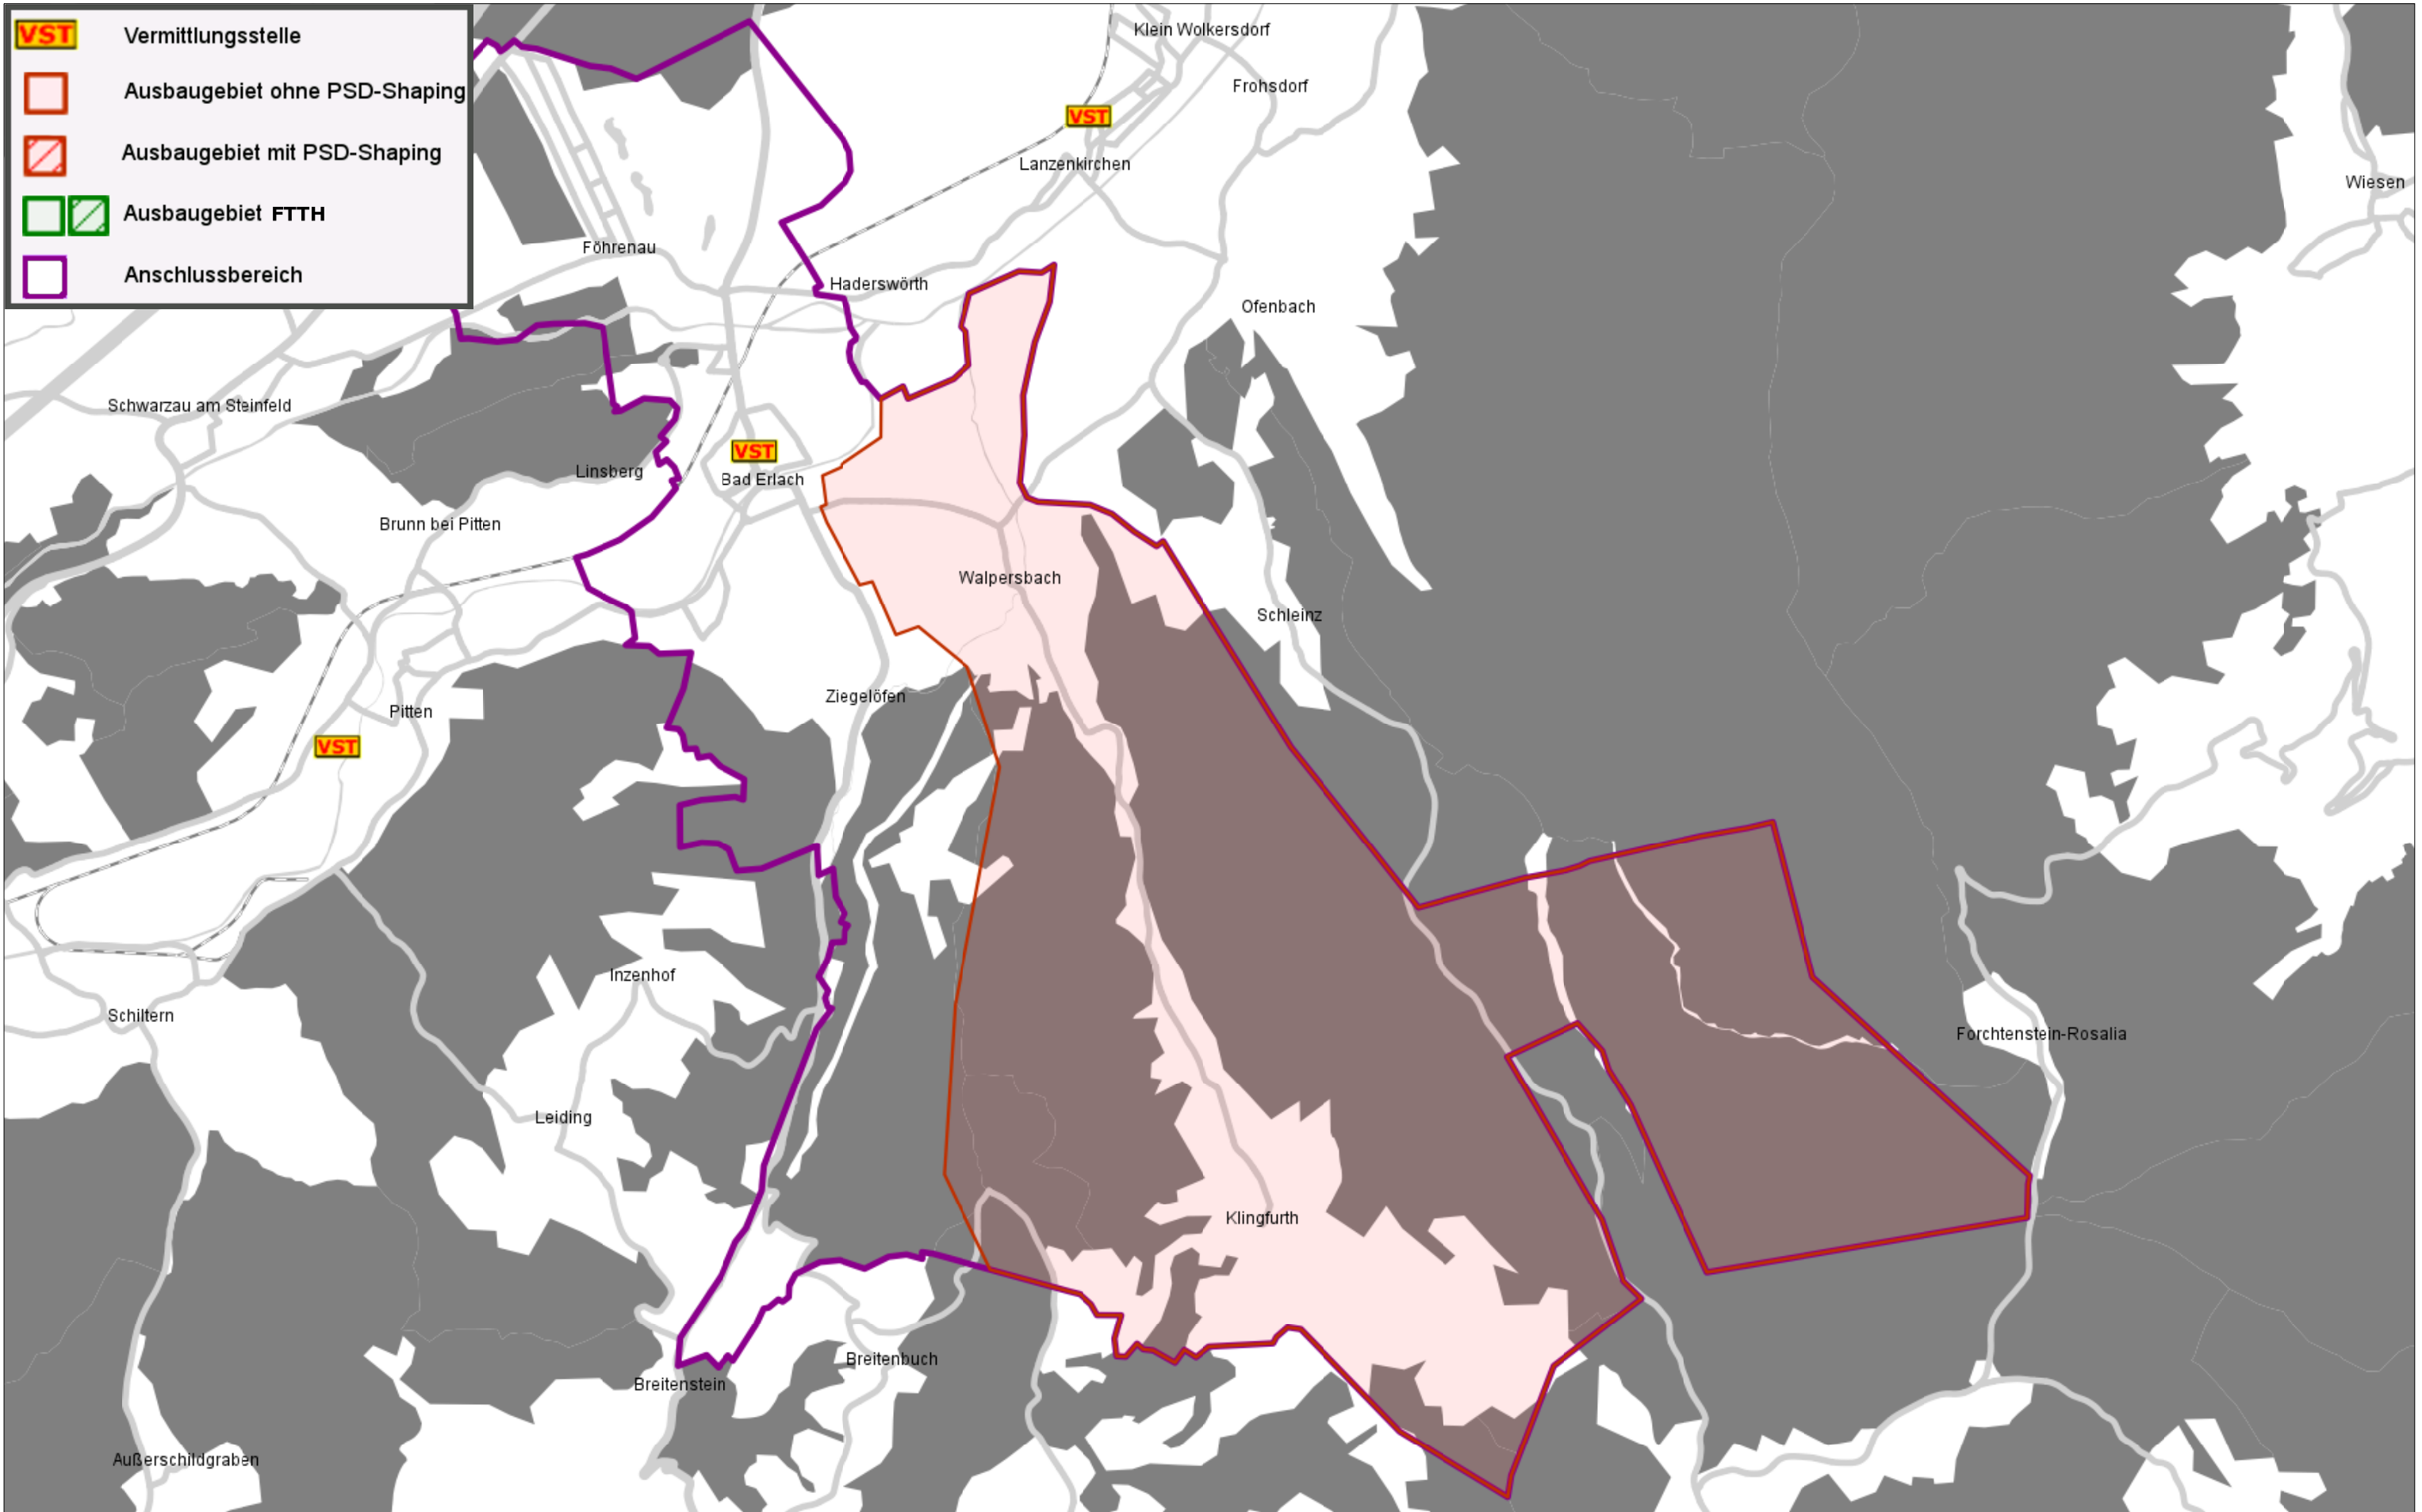 VST Vermittlungsstelle
Ausbaugebiet ohne PSD-Shaping
Ausbaugebiet mit PSD-Shaping
Ausbaugebiet FTTH
Anschlussbereich
Klein Wolkersdorf
Frohsdorf
VST
Lanzenkirchen
Wiesen
Föhrenau
Haderswörth
Ofenbach
Schwarzau am Steinfeld
VST
Linsberg
Bad Erlach
Brunn bei Pitten
Walpersbach
Schleinz
Ziegelöfen
Pitten
VST
Inzenhof
Schiltern
Forchtenstein-Rosalia
Leiding
Klingfurth
Breitenbuch
Breitenstein
Außerschildgraben